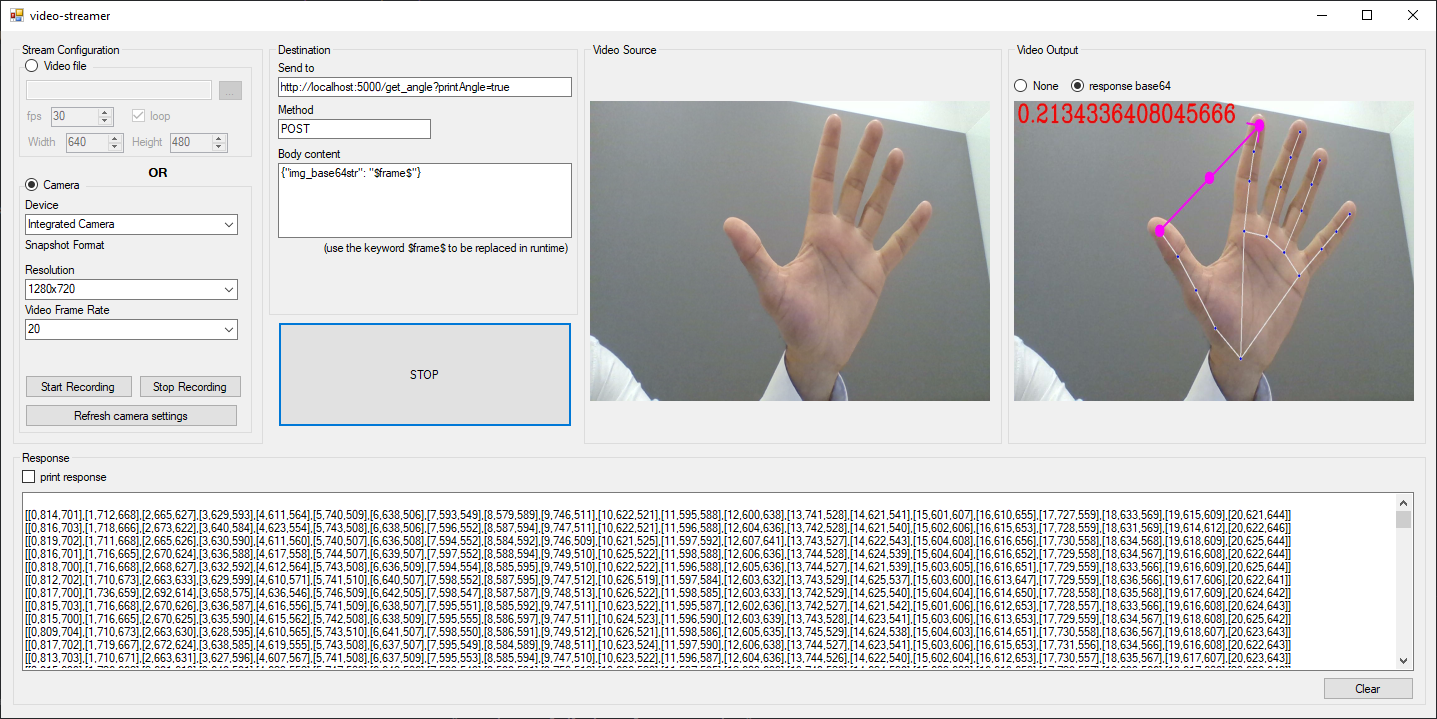 video-streamer
Stream Configuration
Video file
...
fps 30 loop
Width 640 Height 480
OR
Camera
Device
Integrated Camera
Snapshot Format
Resolution
1280x720
Video Frame Rate
20
Start Recording Stop Recording
Refresh camera settings
Destination
Send to
http://localhost:5000/get_angle?printAngle=true
Method
POST
Body content
{"img_base64str": "$frame$"}
(use the keyword $frame$ to be replaced in runtime)
STOP
Video Source
Video Output
None response base64
0.2134336408045666
Response
print response
[[0,814,701],[1,712,668],[2,665,627],[3,629,593],[4,611,564],[5,740,509],[6,638,506],[7,593,549],[8,579,589],[9,746,511],[10,622,521],[11,595,588],[12,600,638],[13,741,528],[14,621,541],[15,601,607],[16,610,655],[17,727,559],[18,633,569],[19,615,609],[20,621,644]]
[[0,816,703],[1,718,666],[2,673,622],[3,640,584],[4,623,554],[5,743,508],[6,638,508],[7,596,552],[8,587,594],[9,747,511],[10,622,522],[11,596,588],[12,604,636],[13,742,528],[14,621,540],[15,602,606],[16,615,653],[17,728,559],[18,631,569],[19,614,612],[20,622,646]]
[[0,819,702],[1,711,668],[2,665,626],[3,630,590],[4,611,560],[5,740,507],[6,636,508],[7,594,552],[8,584,592],[9,746,509],[10,621,525],[11,597,592],[12,607,641],[13,743,527],[14,622,543],[15,604,608],[16,616,656],[17,730,558],[18,634,568],[19,618,609],[20,625,644]]
[[0,816,701],[1,716,665],[2,670,624],[3,636,588],[4,617,558],[5,744,507],[6,639,507],[7,597,552],[8,588,594],[9,749,510],[10,625,522],[11,598,588],[12,606,636],[13,744,528],[14,624,539],[15,604,604],[16,616,652],[17,729,558],[18,634,567],[19,616,608],[20,622,644]]
[[0,818,700],[1,716,668],[2,668,627],[3,632,592],[4,612,564],[5,743,508],[6,636,509],[7,594,554],[8,585,595],[9,749,510],[10,622,522],[11,596,588],[12,605,636],[13,744,527],[14,621,539],[15,603,605],[16,616,651],[17,729,559],[18,634,567],[19,616,608],[20,622,644]]
[[0,812,702],[1,710,673],[2,663,633],[3,629,599],[4,610,571],[5,741,510],[6,640,507],[7,598,552],[8,587,595],[9,747,512],[10,626,519],[11,597,584],[12,603,632],[13,743,529],[14,625,537],[15,603,600],[16,613,647],[17,729,559],[18,636,566],[19,617,606],[20,622,641]]
[[0,817,700],[1,736,659],[2,692,614],[3,658,575],[4,636,546],[5,746,509],[6,642,505],[7,598,547],[8,587,587],[9,748,513],[10,626,522],[11,598,585],[12,603,633],[13,742,530],[14,625,540],[15,604,604],[16,614,650],[17,728,558],[18,635,568],[19,617,609],[20,624,642]]
[[0,815,703],[1,716,668],[2,670,626],[3,636,587],[4,616,556],[5,741,509],[6,638,507],[7,595,551],[8,585,592],[9,747,511],[10,623,522],[11,595,587],[12,602,636],[13,742,527],[14,621,542],[15,601,606],[16,612,653],[17,728,557],[18,633,566],[19,616,608],[20,624,643]]
[[0,815,700],[1,716,665],[2,670,625],[3,635,590],[4,615,562],[5,742,508],[6,638,509],[7,595,555],[8,586,597],[9,747,511],[10,624,523],[11,596,590],[12,603,639],[13,743,528],[14,623,541],[15,603,606],[16,613,653],[17,729,557],[18,634,567],[19,618,608],[20,625,642]]
[[0,809,704],[1,710,673],[2,663,630],[3,628,595],[4,610,565],[5,743,510],[6,641,507],[7,598,550],[8,586,591],[9,749,512],[10,626,521],[11,598,586],[12,605,635],[13,745,529],[14,624,538],[15,604,603],[16,614,651],[17,730,558],[18,636,567],[19,617,608],[20,623,643]]
[[0,817,702],[1,719,667],[2,672,624],[3,638,585],[4,619,555],[5,743,508],[6,637,507],[7,595,549],[8,584,589],[9,748,510],[10,623,524],[11,597,590],[12,606,638],[13,744,527],[14,623,541],[15,603,606],[16,615,653],[17,731,556],[18,634,567],[19,616,608],[20,622,643]]
[[0,813,703],[1,710,671],[2,663,631],[3,627,596],[4,607,567],[5,741,508],[6,637,509],[7,595,553],[8,585,594],[9,747,510],[10,623,522],[11,596,587],[12,604,636],[13,744,526],[14,622,540],[15,602,604],[16,612,653],[17,730,557],[18,635,567],[19,617,607],[20,623,643]]
Clear